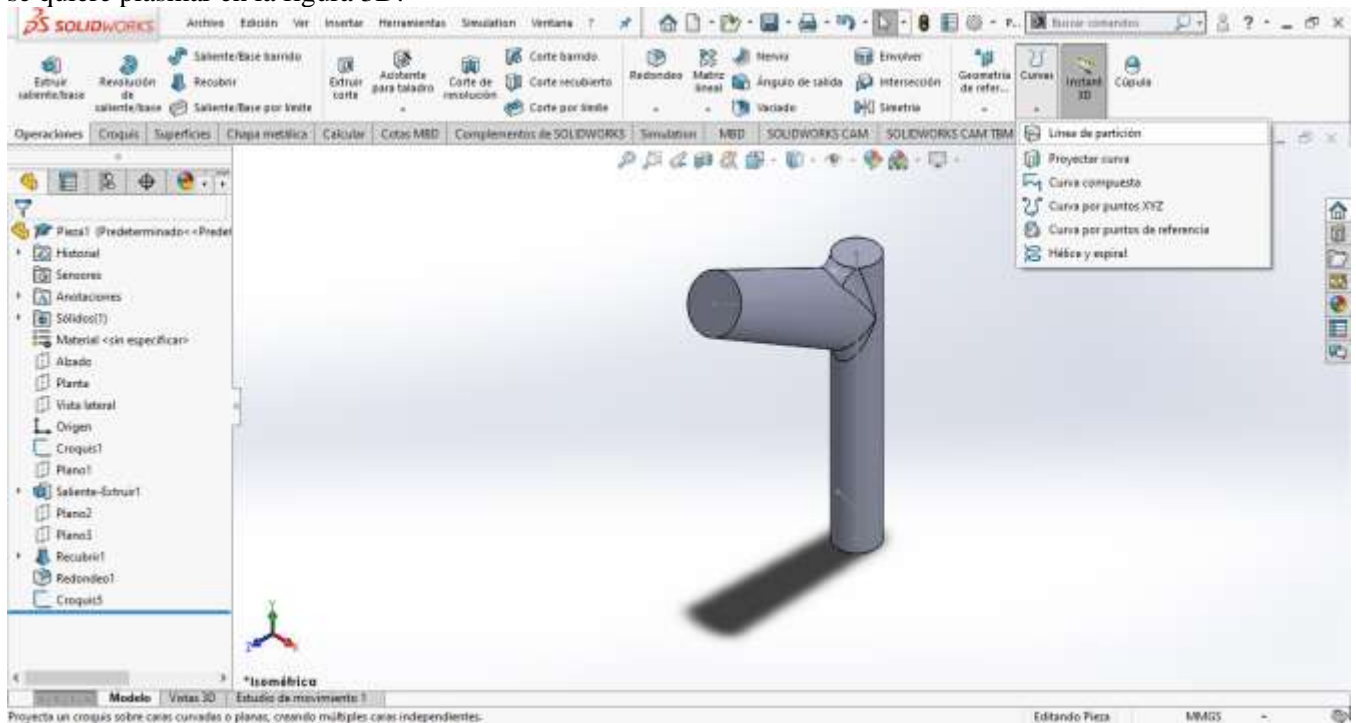 se quiere plasmar en la figura 3D.
SOLIDWORKS Archivo Edición Ver Insertar Herramientas Simulation Ventana ?
Buscar comandos
Extruir saliente/base
Revolución de saliente/base
Saliente/Base barrido
Recubrir
Saliente/Base por límite
Extruir corte
Asistente para taladro
Corte de revolución
Corte barrido
Corte recubierto
Corte por límite
Redondeo
Matriz lineal
Nervio
Ángulo de salida
Vaciado
Envolver
Intersección
Simetría
Geometría de refer...
Curvas
Instant 3D
Cúpula
Operaciones Croquis Superficies Chapa metálica Calcular Cotas MBD Complementos de SOLIDWORKS Simulation MBD SOLIDWORKS CAM SOLIDWORKS CAM TBM
Línea de partición
Proyectar curva
Curva compuesta
Curva por puntos XYZ
Curva por puntos de referencia
Hélice y espiral
Pieza1 (Predeterminado<<Predet
Historial
Sensores
Anotaciones
Sólidos(1)
Material <sin especificar>
Alzado
Planta
Vista lateral
Origen
Croquis1
Plano1
Saliente-Extruir1
Plano2
Plano3
Recubrir1
Redondeo1
Croquis5
*Isométrica
Modelo Vistas 3D Estudio de movimiento 1
Proyecta un croquis sobre caras curvadas o planas, creando múltiples caras independientes.
Editando Pieza MMGS